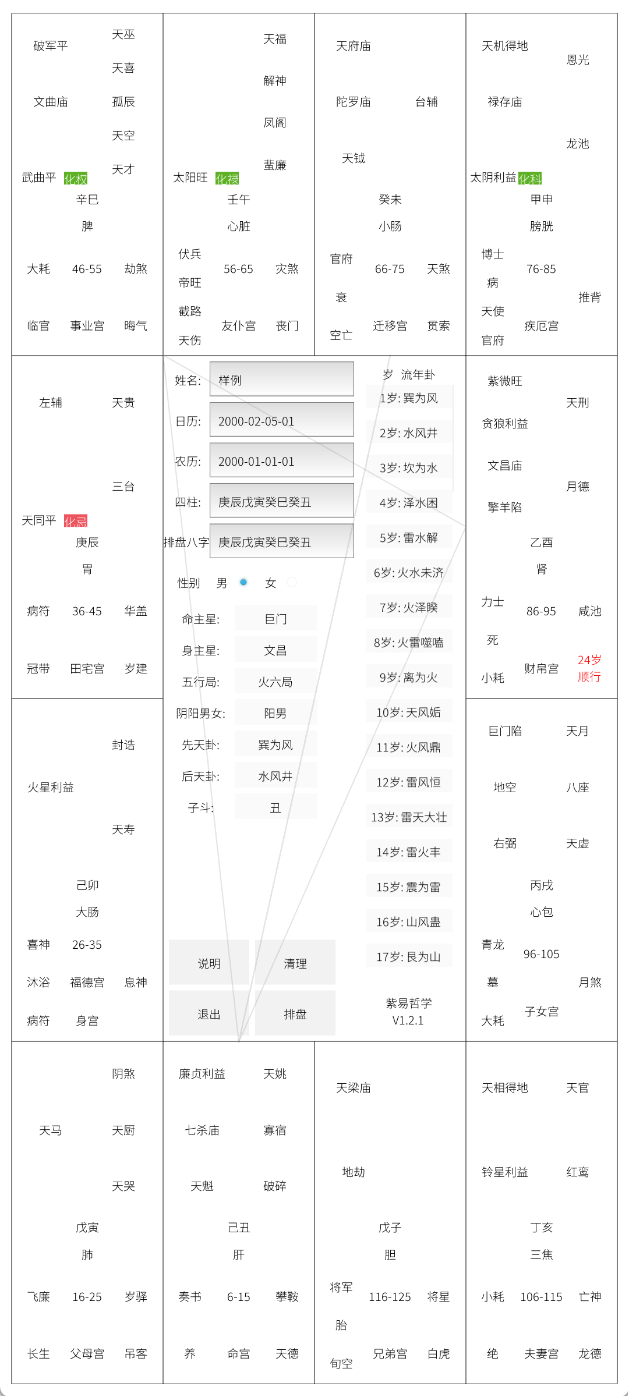 破军平
天巫
天喜
文曲庙
孤辰
天空
天才
武曲平 化权
辛巳
脾
大耗 46-55 劫煞
临官 事业宫 晦气
天福
解神
凤阁
蜚廉
太阳旺 化禄
壬午
心脏
伏兵
帝旺
56-65 灾煞
截路
天伤
友仆宫 丧门
天府庙
陀罗庙 台辅
天钺
癸未
小肠
官府
衰
66-75 天煞
空亡 迁移宫 贯索
天机得地
恩光
禄存庙
龙池
太阴利益 化科
甲申
膀胱
博士
病
76-85
天使
官府
疾厄宫
推背
左辅 天贵
三台
天同平 化忌
庚辰
胃
病符 36-45 华盖
冠带 田宅宫 岁建
姓名: 样例
日历: 2000-02-05-01
农历: 2000-01-01-01
四柱: 庚辰戊寅癸巳癸丑
排盘八字 庚辰戊寅癸巳癸丑
性别 男 女
命主星: 巨门
身主星: 文昌
五行局: 火六局
阴阳男女: 阳男
先天卦: 巽为风
后天卦: 水风井
子斗: 丑
说明 清理
退出 排盘
岁 流年卦
1岁: 巽为风
2岁: 水风井
3岁: 坎为水
4岁: 泽水困
5岁: 雷水解
6岁: 火水未济
7岁: 火泽睽
8岁: 火雷噬嗑
9岁: 离为火
10岁: 天风姤
11岁: 火风鼎
12岁: 雷风恒
13岁: 雷天大壮
14岁: 雷火丰
15岁: 震为雷
16岁: 山风蛊
17岁: 艮为山
紫易哲学
V1.2.1
紫微旺
天刑
贪狼利益
文昌庙
月德
擎羊陷
乙酉
肾
力士
死
86-95 咸池
小耗 财帛宫
24岁
顺行
封诰
火星利益
天寿
己卯
大肠
喜神 26-35
沐浴 福德宫 息神
病符 身宫
巨门陷 天月
地空 八座
右弼 天虚
丙戌
心包
青龙
96-105
墓 月煞
大耗 子女宫
阴煞
天马 天厨
天哭
戊寅
肺
飞廉 16-25 岁驿
长生 父母宫 吊客
廉贞利益 天姚
七杀庙 寡宿
天魁 破碎
己丑
肝
奏书 6-15 攀鞍
养 命宫 天德
天梁庙
地劫
戊子
胆
将军
胎
116-125 将星
旬空 兄弟宫 白虎
天相得地 天官
铃星利益 红鸾
丁亥
三焦
小耗 106-115 亡神
绝 夫妻宫 龙德